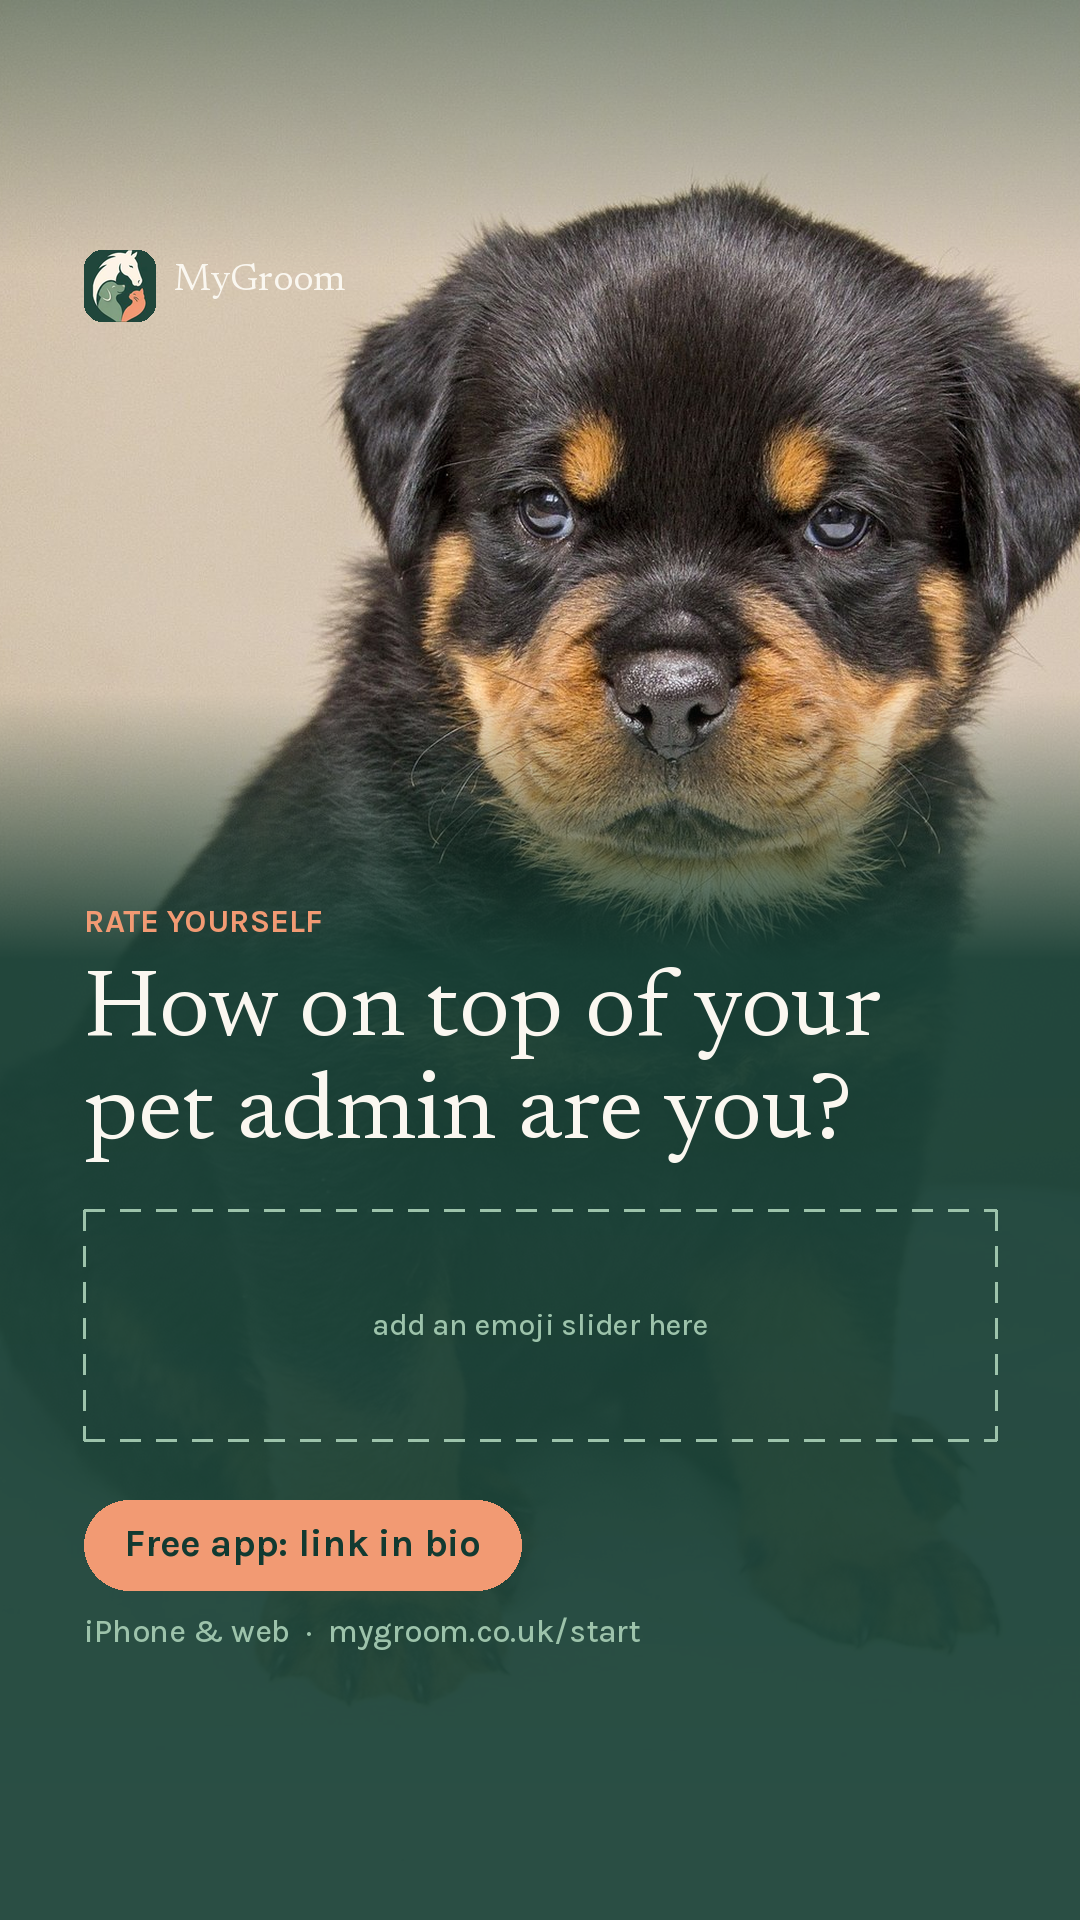 MyGroom
RATE YOURSELF
How on top of your
pet admin are you?
add an emoji slider here
Free app: link in bio
iPhone & web · mygroom.co.uk/start